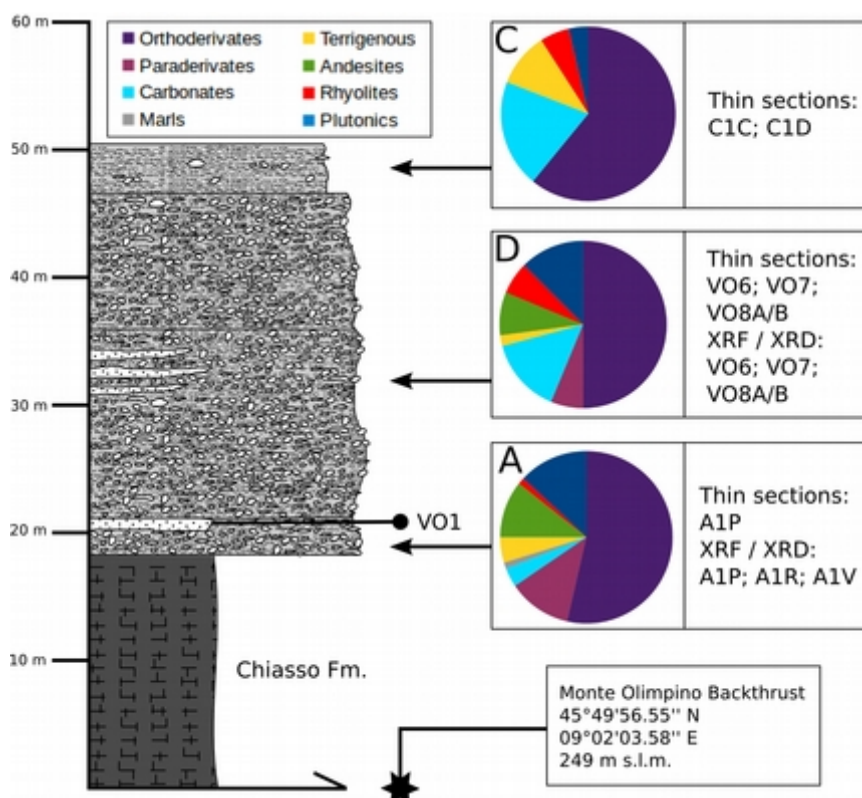 60 m
Orthoderivates
Paraderivates
Carbonates
Marls
Terrigenous
Andesites
Rhyolites
Plutonics
C
Thin sections:
C1C; C1D
50 m
D
Thin sections:
VO6; VO7;
VO8A/B
XRF / XRD:
VO6; VO7;
VO8A/B
40 m
30 m
A
Thin sections:
A1P
XRF / XRD:
A1P; A1R; A1V
VO1
20 m
10 m
Chiasso Fm.
Monte Olimpino Backthrust
45°49'56.55'' N
09°02'03.58'' E
249 m s.l.m.